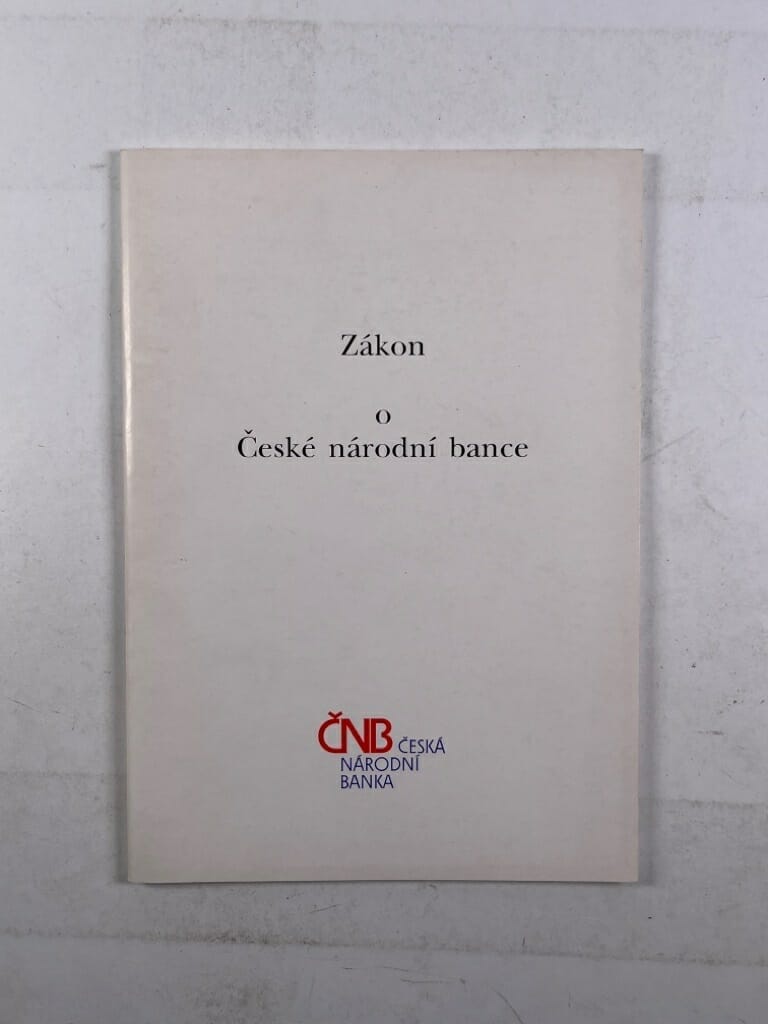 Zákon
o
České národní bance
ČNB ČESKÁ
NÁRODNÍ
BANKA